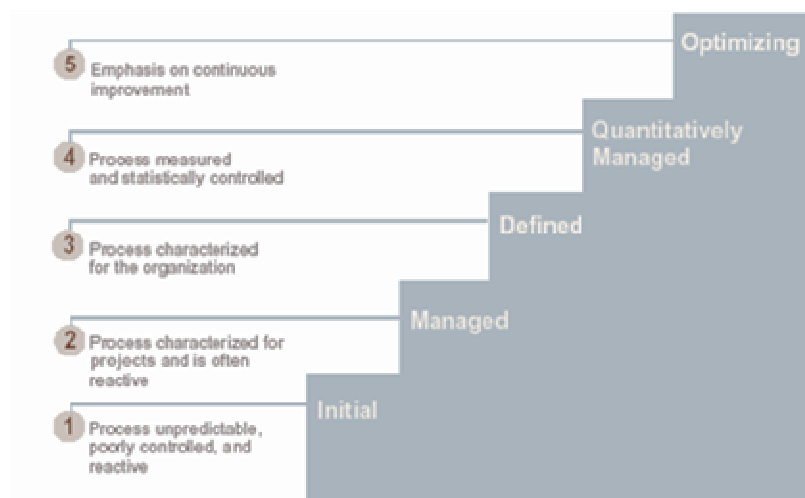 5
Optimizing
Emphasis on continuous
improvement
4
Quantitatively
Managed
Process measured
and statistically controlled
3
Defined
Process characterized
for the organization
2
Managed
Process characterized for
projects and is often
reactive
1
Initial
Process unpredictable,
poorly controlled, and
reactive